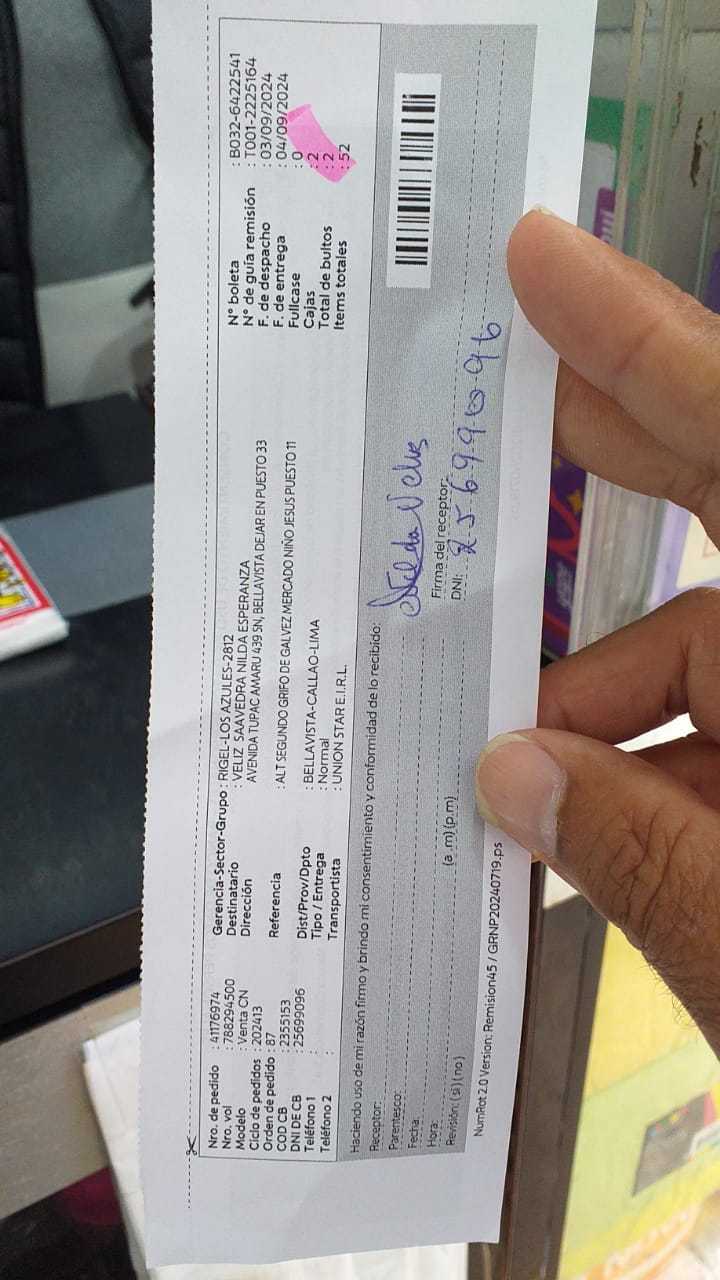 Nro. de pedido : 41176974
Nro. vol : 788294500
Modelo : Venta CN
Ciclo de pedidos : 202413
Orden de pedido : 87
COD CB : 2355153
DNI DE CB : 25699096
Teléfono 1 :
Teléfono 2 :
Gerencia-Sector-Grupo : RIGEL-LOS AZULES-2812
Destinatario : VELIZ SAAVEDRA NILDA ESPERANZA
Dirección AVENIDA TUPAC AMARU 439 SN, BELLAVISTA DEJAR EN PUESTO 33
Referencia : ALT SEGUNDO GRIFO DE GALVEZ MERCADO NIÑO JESUS PUESTO 11
Dist/Prov/Dpto : BELLAVISTA-CALLAO-LIMA
Tipo / Entrega : Normal
Transportista : UNION STAR E.I.R.L.
N° boleta : B032-6422541
N° de guía remisión : T001-2225164
F. de despacho : 03/09/2024
F. de entrega : 04/09/2024
Fullcase : 0
Cajas : 2
Total de bultos : 2
Items totales : 52
Haciendo uso de mi razón firmo y brindo mi consentimiento y conformidad de lo recibido:
Receptor:
Parentesco:
Fecha:
Hora: (a .m) (p.m)
Revisión: (si) (no)
Nilda Veliz
Firma del receptor:
DNI: 25699096
NumRot 2.0 Version: Remision45 / GRNP20240719.ps